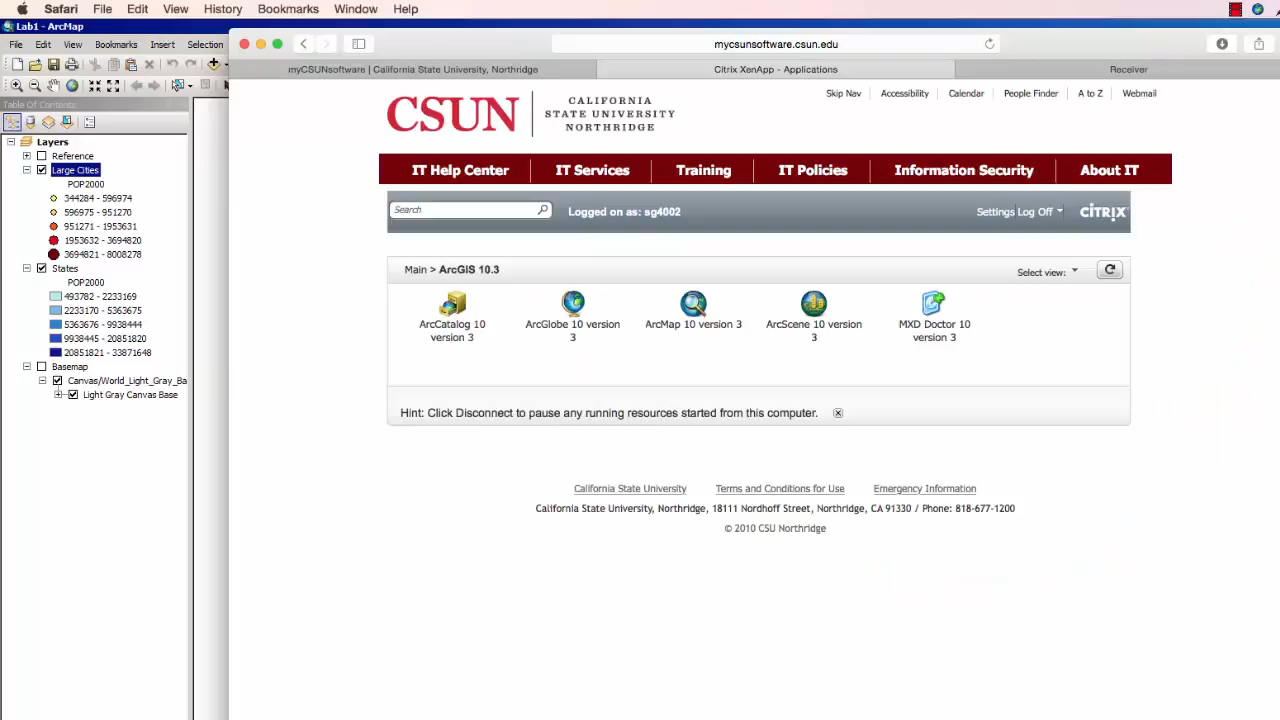 Safari File Edit View History Bookmarks Window Help
Lab1 - ArcMap
File Edit View Bookmarks Insert Selection
Table Of Contents
Layers
Reference
Large Cities
POP2000
344284 - 596974
596975 - 951270
951271 - 1953631
1953632 - 3694820
3694821 - 8008278
States
POP2000
493782 - 2233169
2233170 - 5363675
5363676 - 9938444
9938445 - 20851820
20851821 - 33871648
Basemap
Canvas/World_Light_Gray_Ba
Light Gray Canvas Base
mycsunsoftware.csun.edu
myCSUNsoftware | California State University, Northridge
Citrix XenApp - Applications
Receiver
Skip Nav Accessibility Calendar People Finder A to Z Webmail
CSUN
CALIFORNIA
STATE UNIVERSITY
NORTHRIDGE
IT Help Center IT Services Training IT Policies Information Security About IT
Search
Logged on as: sg4002
Settings Log Off
CITRIX
Main > ArcGIS 10.3
Select view:
ArcCatalog 10
version 3
ArcGlobe 10 version
3
ArcMap 10 version 3
ArcScene 10 version
3
MXD Doctor 10
version 3
Hint: Click Disconnect to pause any running resources started from this computer.
California State University Terms and Conditions for Use Emergency Information
California State University, Northridge, 18111 Nordhoff Street, Northridge, CA 91330 / Phone: 818-677-1200
© 2010 CSU Northridge